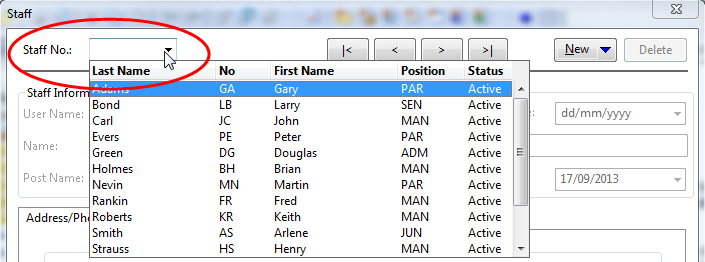 Staff
Staff No.: |< < > >| New Delete
Last Name No First Name Position Status
Adams GA Gary PAR Active
Staff Inform
Bond LB Larry SEN Active
User Name: dd/mm/yyyy
Carl JC John MAN Active
Evers PE Peter PAR Active
Name:
Green DG Douglas ADM Active
Holmes BH Brian MAN Active
Post Name: 17/09/2013
Nevin MN Martin PAR Active
Rankin FR Fred MAN Active
Address/Pho
Roberts KR Keith MAN Active
Smith AS Arlene JUN Active
Strauss HS Henry MAN Active